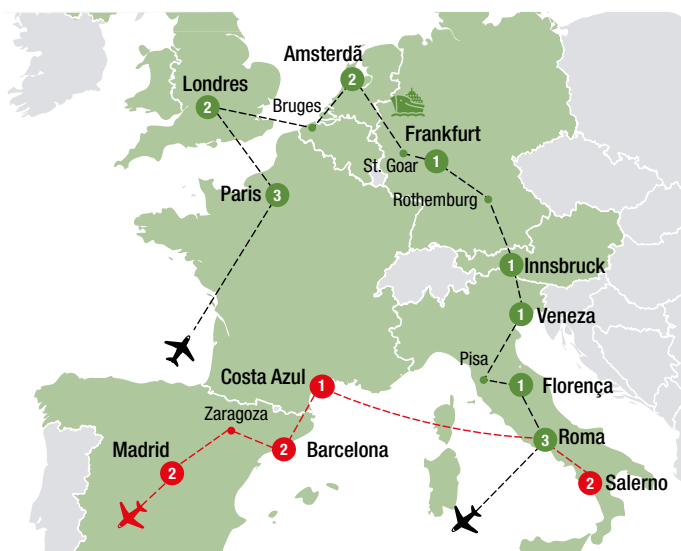 Amsterdã
2
Londres
2
Bruges
Frankfurt
1
St. Goar
Paris
3
Rothemburg
1
Innsbruck
1
Veneza
Pisa
Costa Azul
1
1
Florença
Zaragoza
3
Roma
Madrid
2
2
Barcelona
2
Salerno